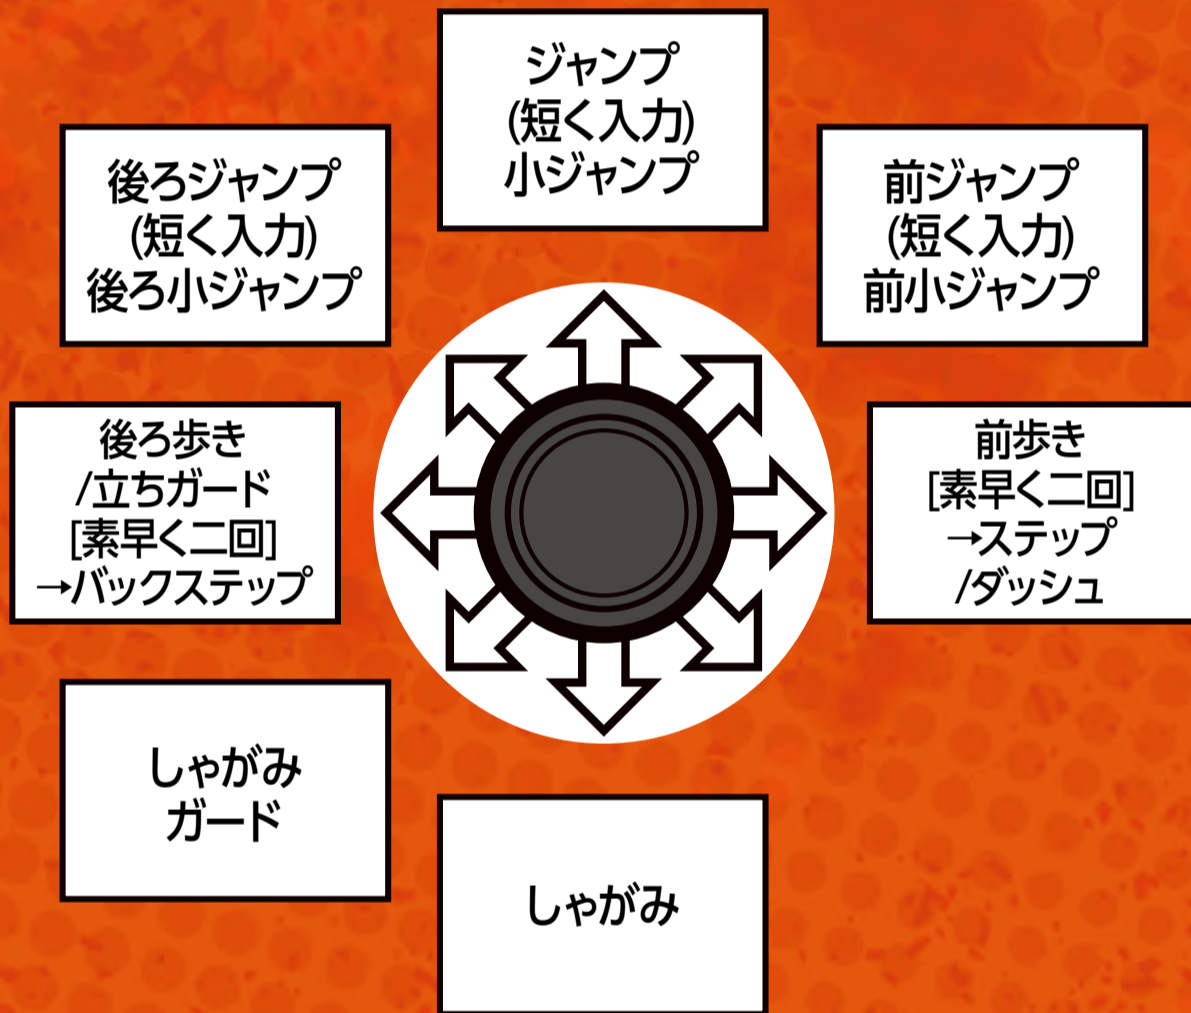 ジャンプ
(短く入力)
小ジャンプ
後ろジャンプ
(短く入力)
後ろ小ジャンプ
前ジャンプ
(短く入力)
前小ジャンプ
後ろ歩き
/立ちガード
[素早く二回]
→バックステップ
前歩き
[素早く二回]
→ステップ
/ダッシュ
しゃがみ
ガード
しゃがみ